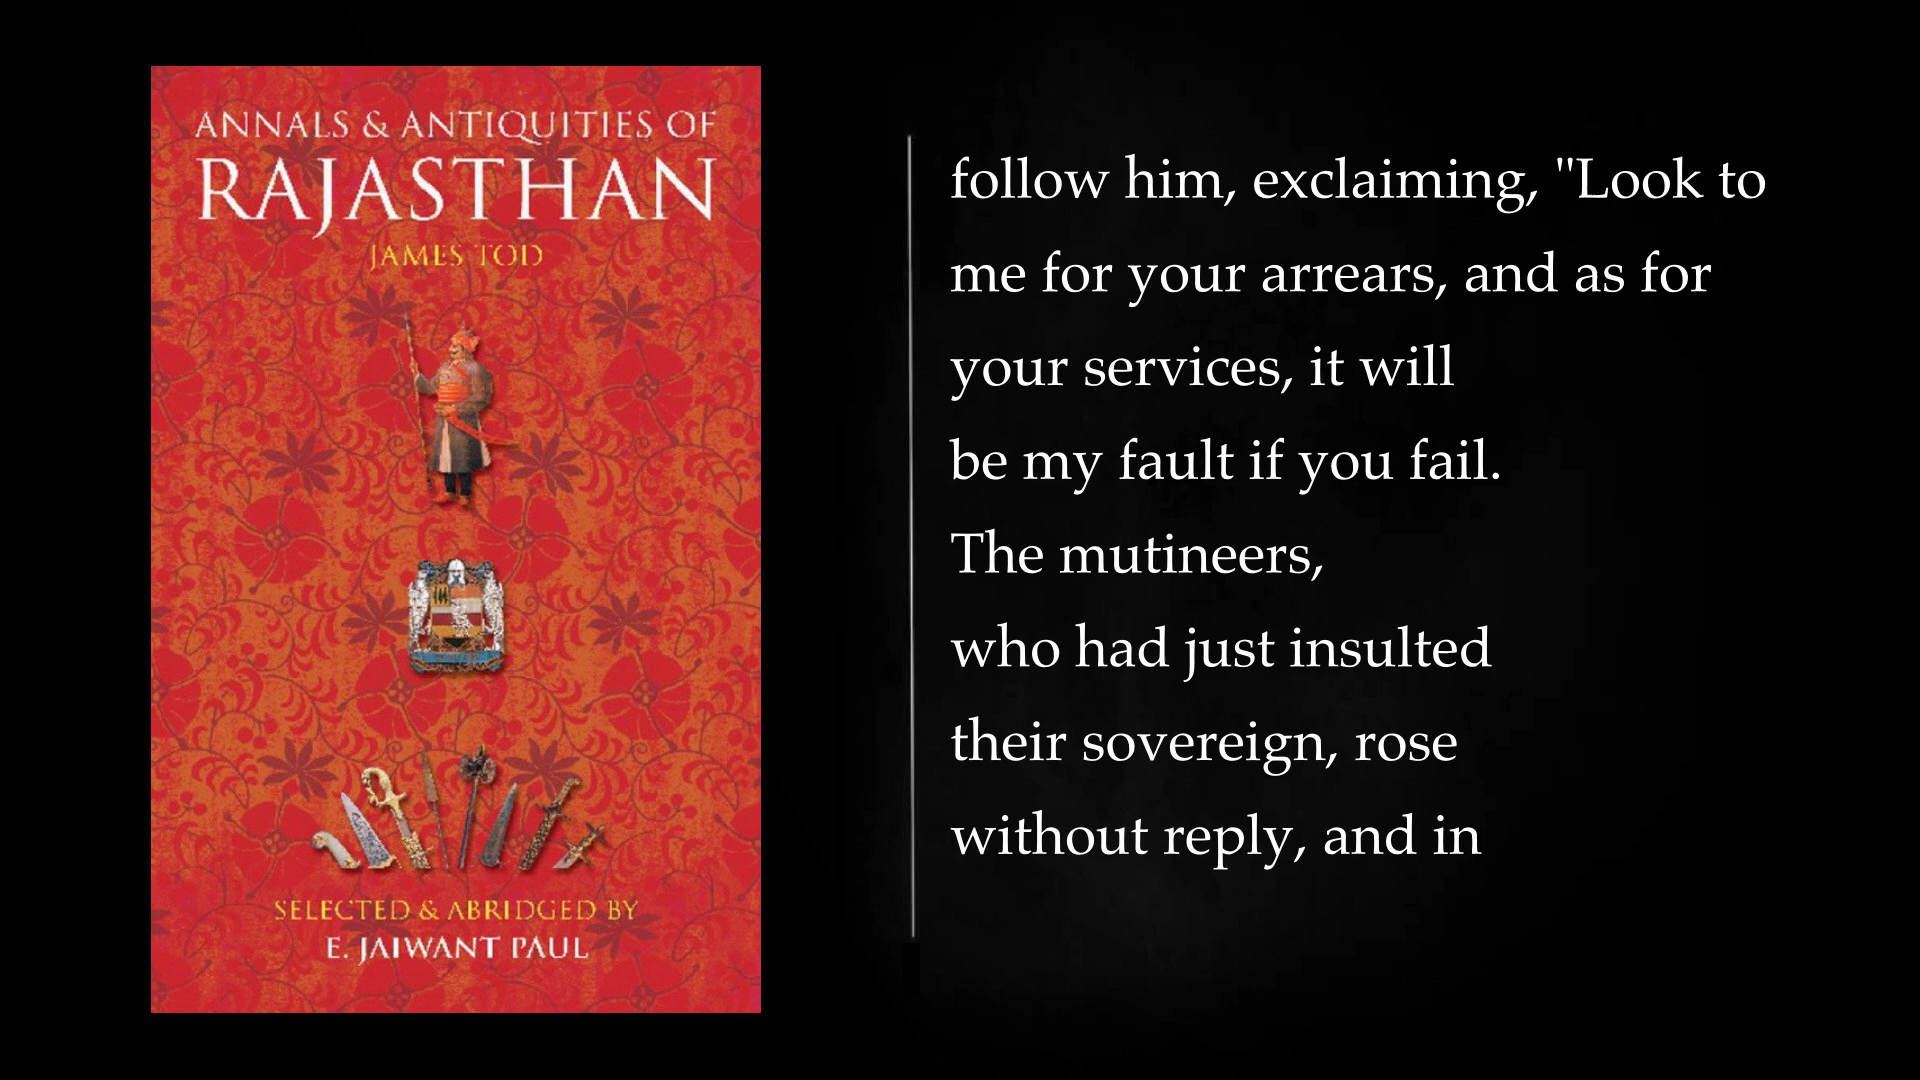 ANNALS & ANTIQUITIES OF
RAJASTHAN
JAMES TOD
SELECTED & ABRIDGED BY
E. JAIWANT PAUL
follow him, exclaiming, "Look to
me for your arrears, and as for
your services, it will
be my fault if you fail.
The mutineers,
who had just insulted
their sovereign, rose
without reply, and in